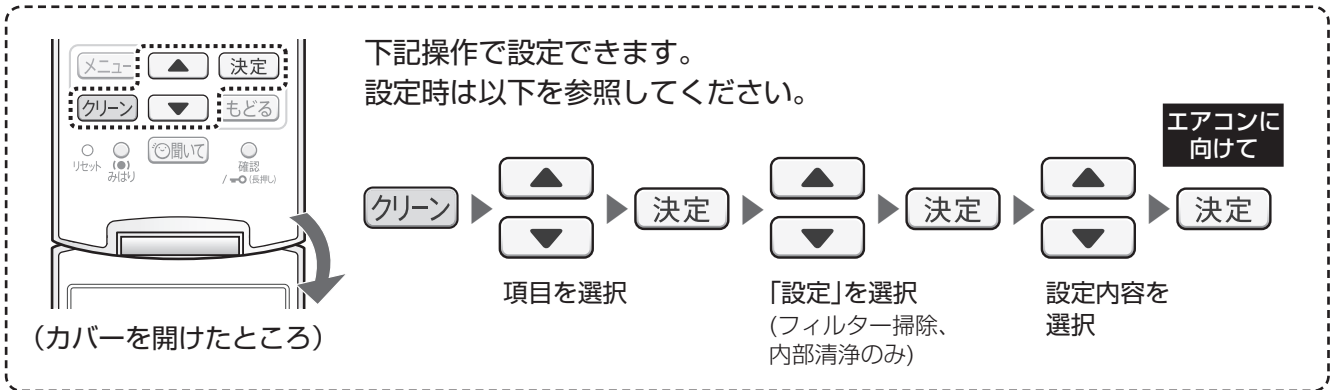 メニュー
決定
クリーン
もどる
リセット
みはり
聞いて
確認
/ (長押し)
(カバーを開けたところ)
下記操作で設定できます。
設定時は以下を参照してください。
エアコンに
向けて
クリーン
決定
決定
決定
項目を選択
「設定」を選択
(フィルター掃除、
内部清浄のみ)
設定内容を
選択